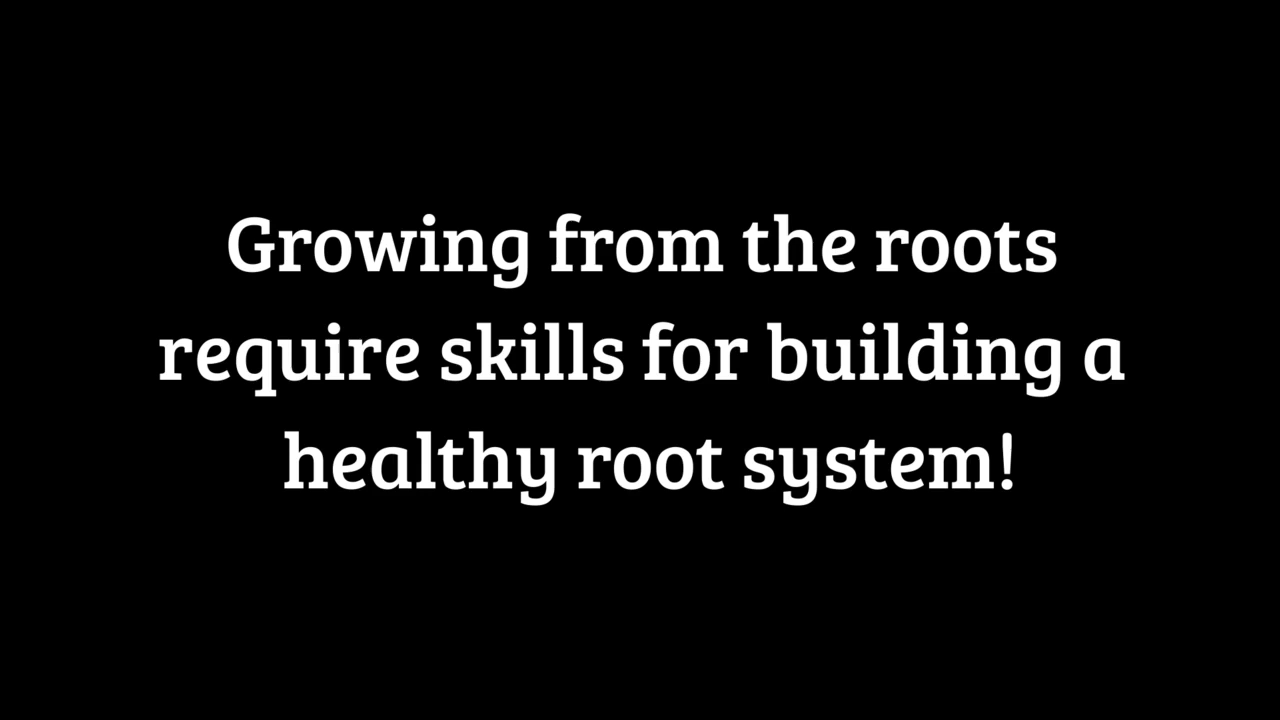 Growing from the roots
require skills for building a
healthy root system!